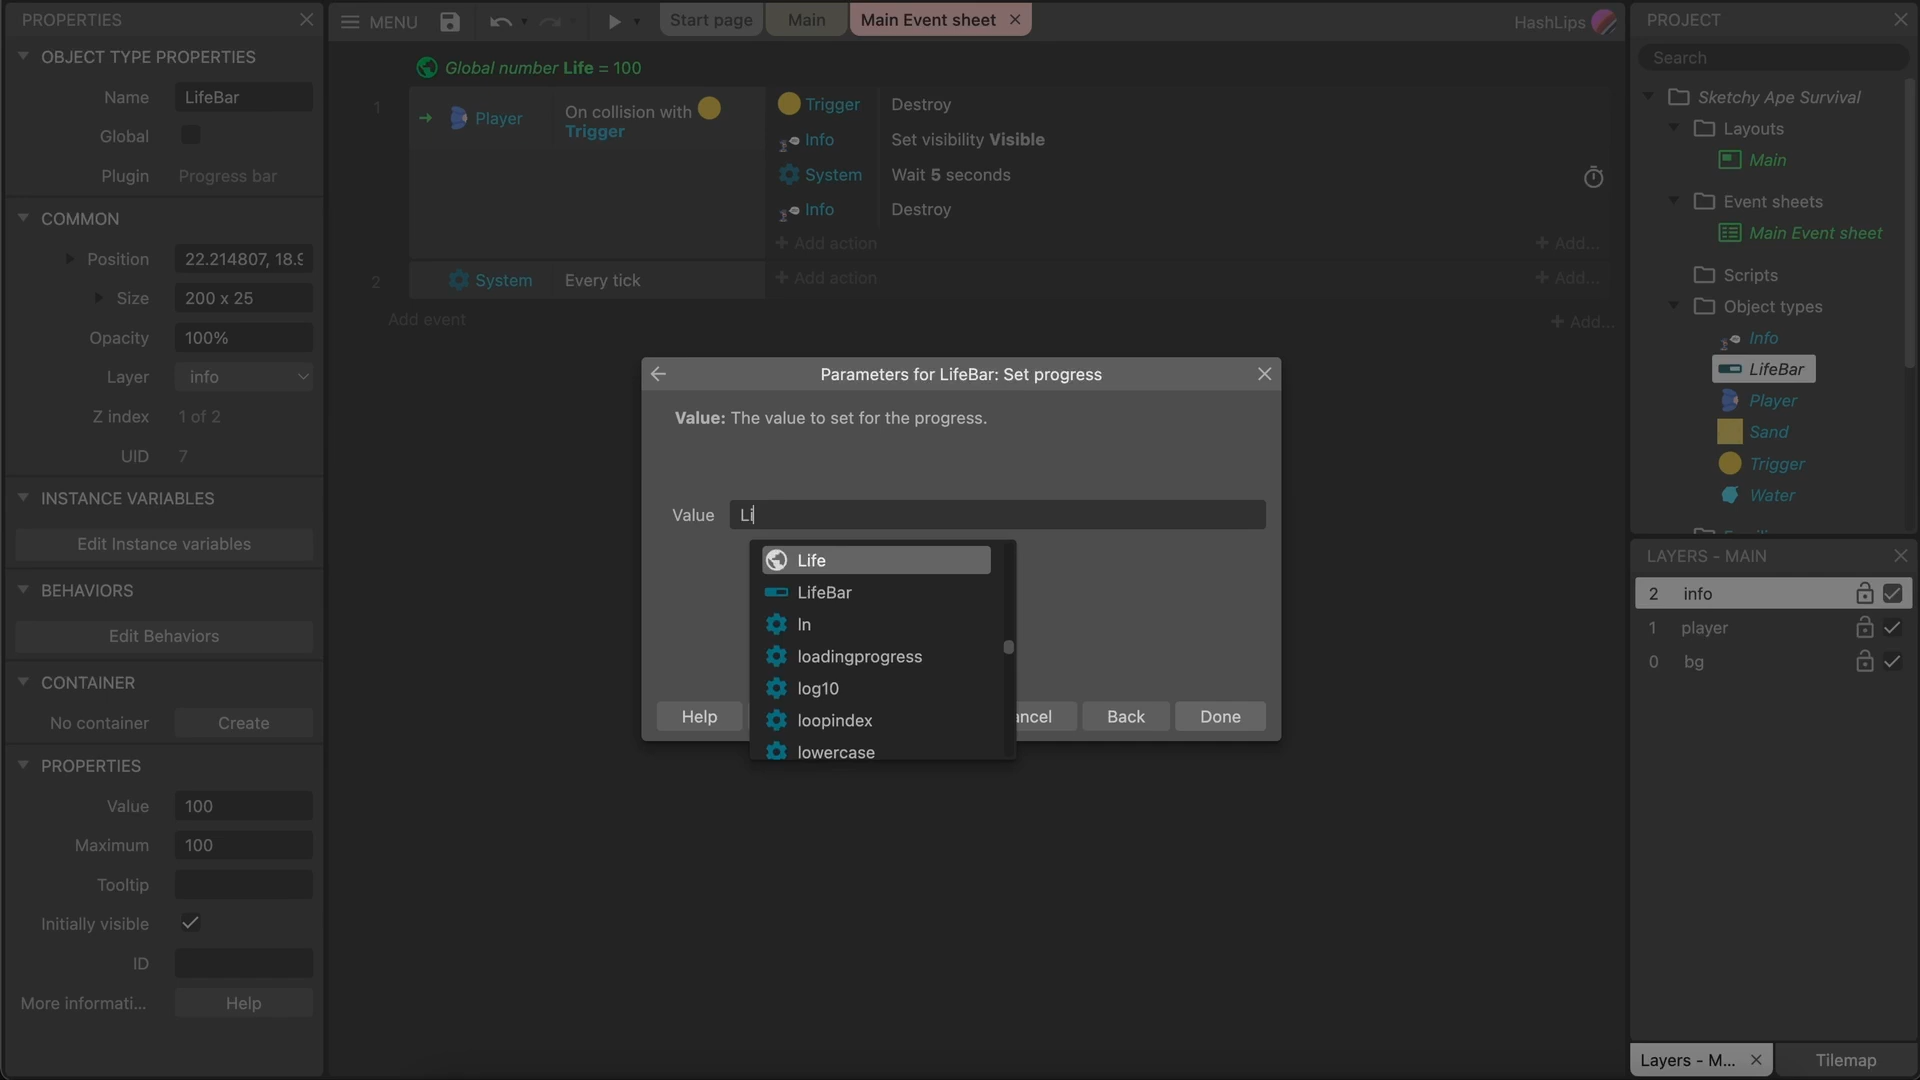 PROPERTIES
OBJECT TYPE PROPERTIES
Name LifeBar
Global
Plugin Progress bar
COMMON
Position 22.214807, 18.9
Size 200 x 25
Opacity 100%
Layer info
Z index 1 of 2
UID 7
INSTANCE VARIABLES
Edit Instance variables
BEHAVIORS
Edit Behaviors
CONTAINER
No container Create
PROPERTIES
Value 100
Maximum 100
Tooltip
Initially visible
ID
More informati... Help
MENU
Start page
Main
Main Event sheet
HashLips
Global number Life = 100
1
Player On collision with
Trigger
Trigger Destroy
Info Set visibility Visible
System Wait 5 seconds
Info Destroy
Add action Add...
2 System Every tick Add action Add...
Add event Add...
Parameters for LifeBar: Set progress
Value: The value to set for the progress.
Value Li
Life
LifeBar
ln
loadingprogress
log10
loopindex
lowercase
Help ancel Back Done
PROJECT
Search
Sketchy Ape Survival
Layouts
Main
Event sheets
Main Event sheet
Scripts
Object types
Info
LifeBar
Player
Sand
Trigger
Water
LAYERS - MAIN
2 info
1 player
0 bg
Layers - M... Tilemap